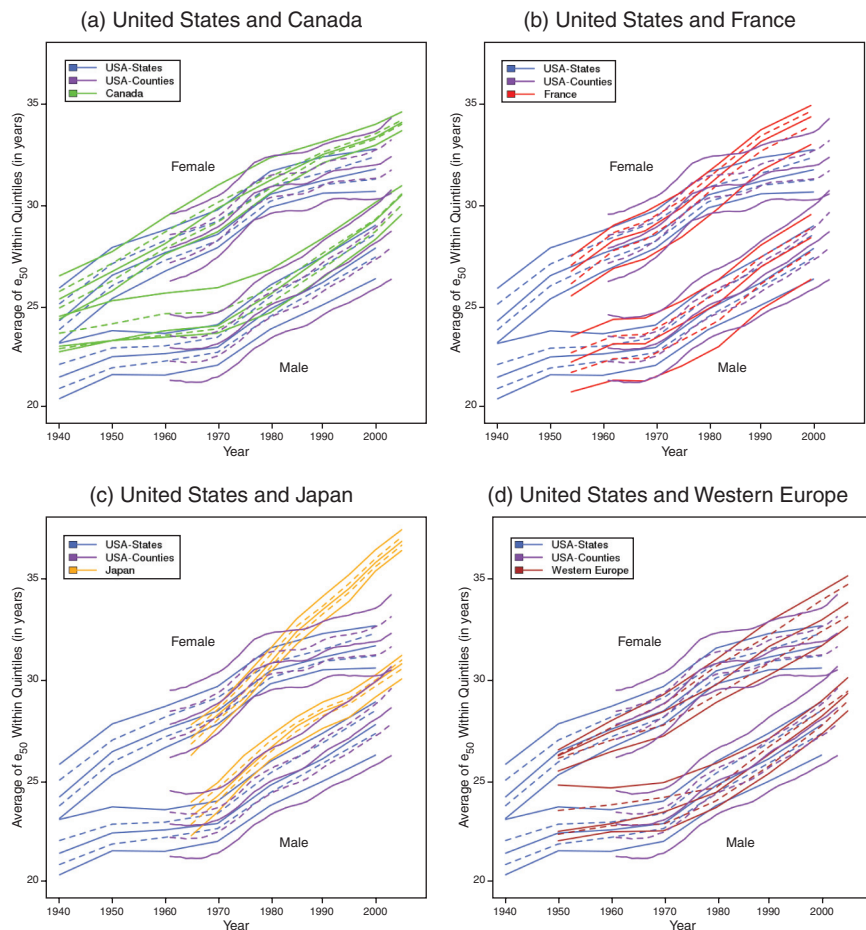 (a) United States and Canada
Average of e50 Within Quintiles (in years)
35
30
25
20
USA-States
USA-Counties
Canada
Female
Male
1940 1950 1960 1970 1980 1990 2000
Year
(b) United States and France
Average of e50 Within Quintiles (in years)
35
30
25
20
USA-States
USA-Counties
France
Female
Male
1940 1950 1960 1970 1980 1990 2000
Year
(c) United States and Japan
Average of e50 Within Quintiles (in years)
35
30
25
20
USA-States
USA-Counties
Japan
Female
Male
1940 1950 1960 1970 1980 1990 2000
Year
(d) United States and Western Europe
Average of e50 Within Quintiles (in years)
35
30
25
20
USA-States
USA-Counties
Western Europe
Female
Male
1940 1950 1960 1970 1980 1990 2000
Year